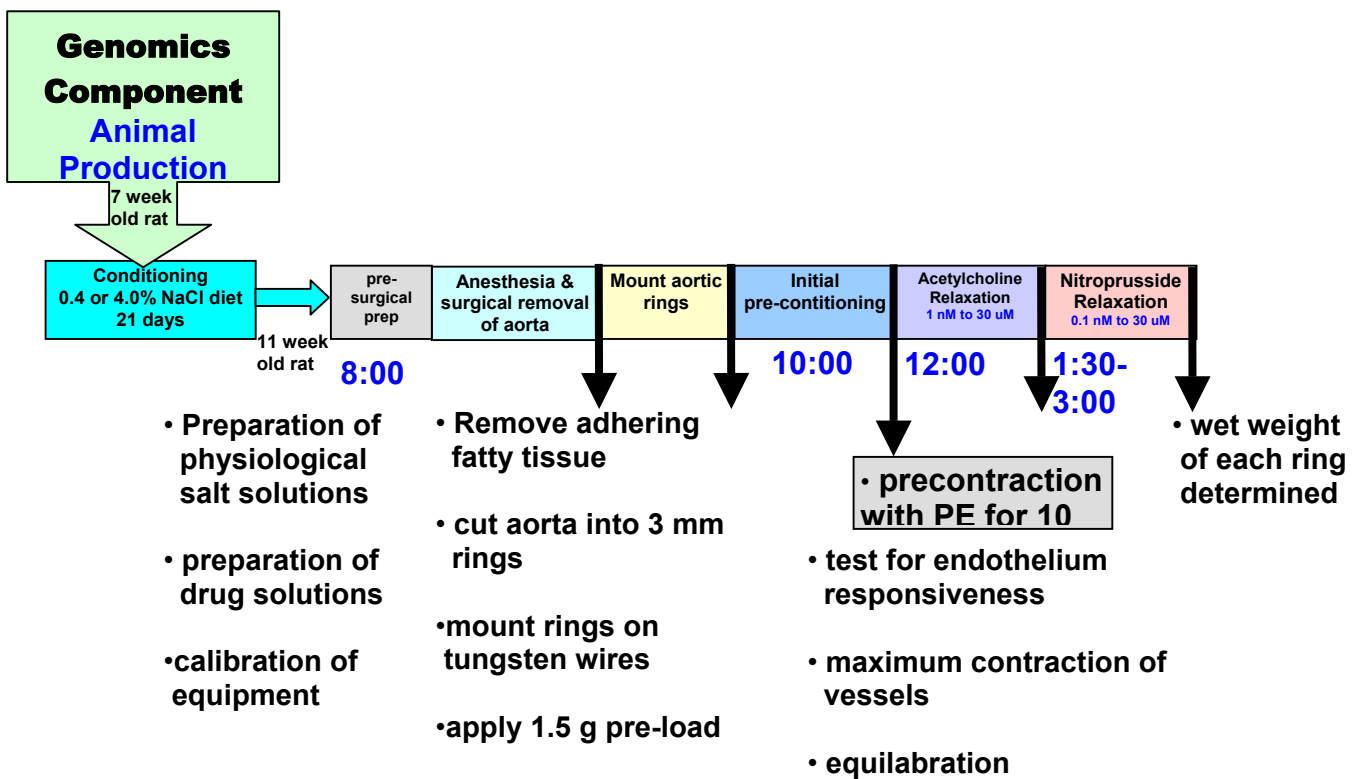 Genomics
Component
Animal
Production
7 week
old rat
Conditioning
0.4 or 4.0% NaCl diet
21 days
11 week
old rat
pre-
surgical
prep
Anesthesia &
surgical removal
of aorta
Mount aortic
rings
Initial
pre-contitioning
Acetylcholine
Relaxation
1 nM to 30 uM
Nitroprusside
Relaxation
0.1 nM to 30 uM
8:00
10:00
12:00
1:30-
3:00
• Preparation of
physiological
salt solutions
• preparation of
drug solutions
•calibration of
equipment
• Remove adhering
fatty tissue
• cut aorta into 3 mm
rings
•mount rings on
tungsten wires
•apply 1.5 g pre-load
• precontraction
with PE for 10
• test for endothelium
responsiveness
• maximum contraction of
vessels
• equilabration
• wet weight
of each ring
determined